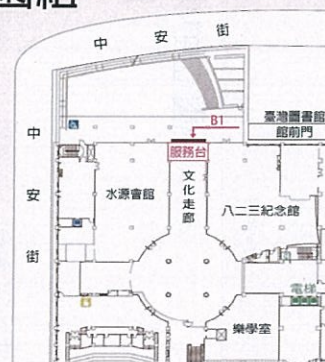 中安街
B1
臺灣圖書館
館前門
服務台
中安街
水源會館
文化走廊
八二三紀念館
電梯
樂學室